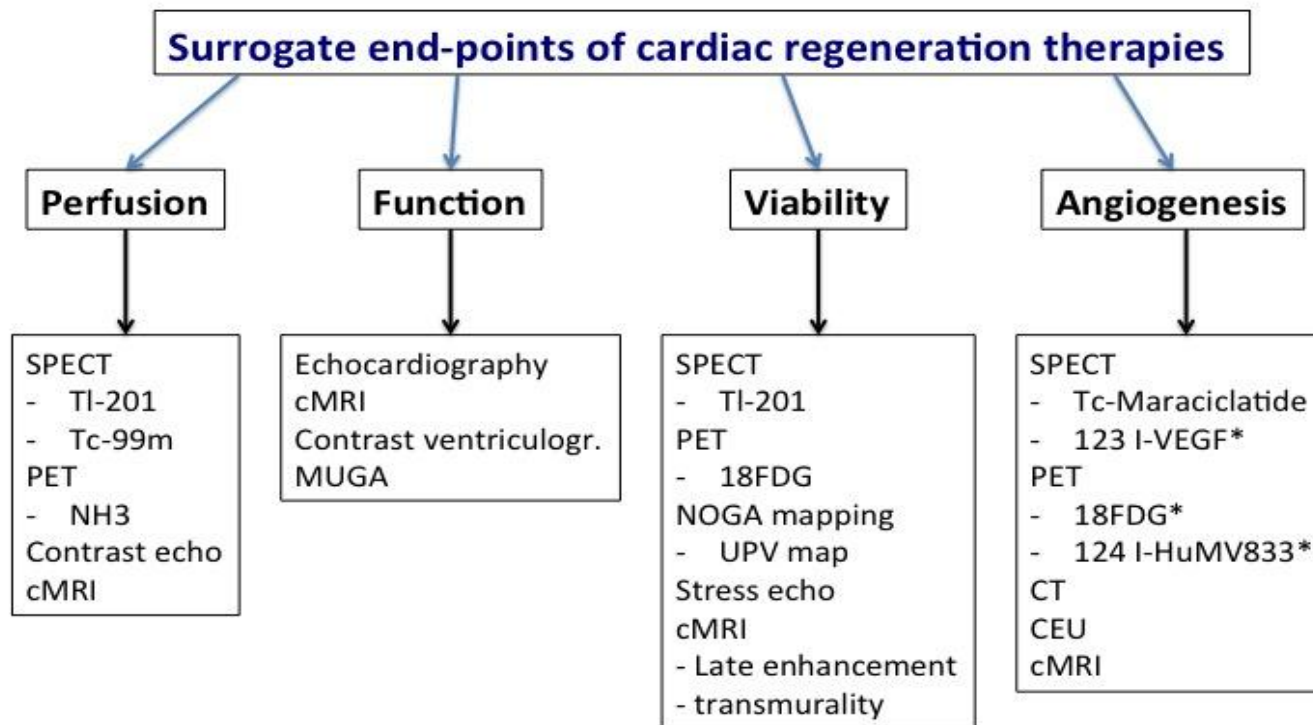 Surrogate end-points of cardiac regeneration therapies
Perfusion
Function
Viability
Angiogenesis
SPECT
- Tl-201
- Tc-99m
PET
- NH3
Contrast echo
cMRI
Echocardiography
cMRI
Contrast ventriculogr.
MUGA
SPECT
- Tl-201
PET
- 18FDG
NOGA mapping
- UPV map
Stress echo
cMRI
- Late enhancement
- transmurality
SPECT
- Tc-Maraciclatide
- 123 I-VEGF*
PET
- 18FDG*
- 124 I-HuMV833*
CT
CEU
cMRI